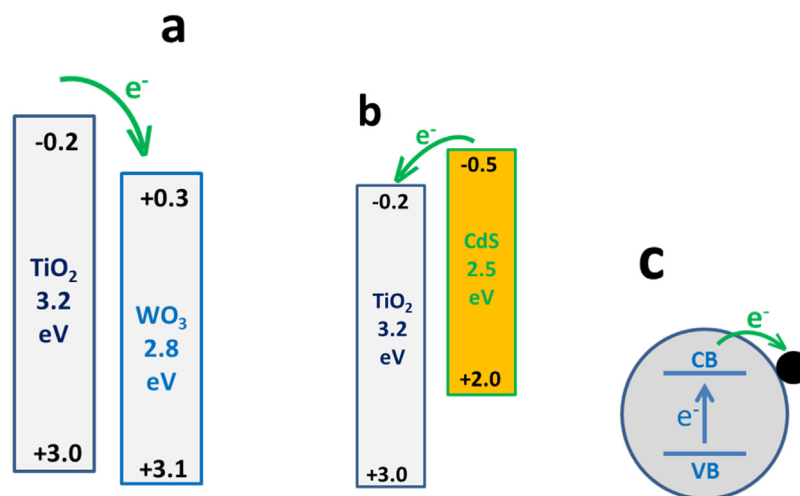 a
e-
-0.2
TiO₂
3.2
eV
+3.0
+0.3
WO₃
2.8
eV
+3.1
b
e-
-0.2
TiO₂
3.2
eV
+3.0
-0.5
CdS
2.5
eV
+2.0
c
e-
CB
e-
VB